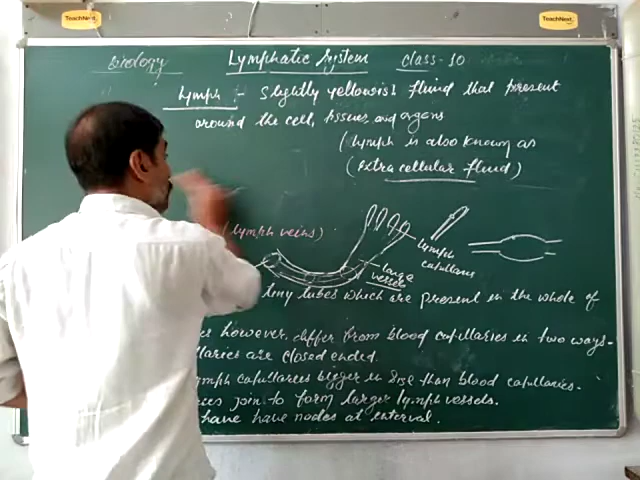 TeachNext
TeachNext
Biology Lymphatic System class-10
Lymph :- Slightly yellowish fluid that present
around the cell, tissues and organs
(Lymph is also known as
(Extra cellular fluid)
(lymph veins)
Lymph
capillaries
large
vessels
tiny tubes which are present in the whole of
however, differ from blood capillaries in two ways-
are closed ended.
capillaries bigger in size than blood capillaries.
join to form larger lymph vessels.
have have nodes at interval.